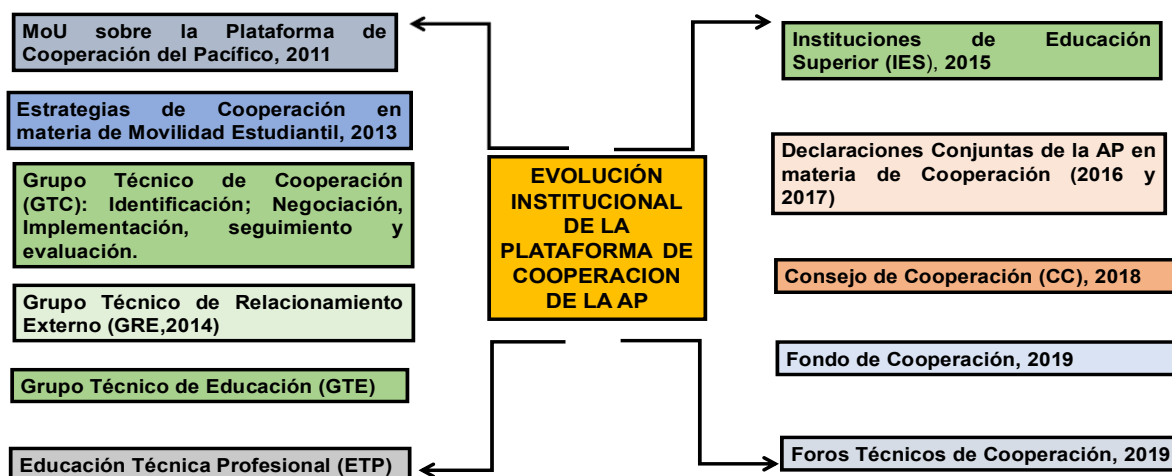 MoU sobre la Plataforma de
Cooperación del Pacífico, 2011
Estrategias de Cooperación en
materia de Movilidad Estudiantil, 2013
Grupo Técnico de Cooperación
(GTC): Identificación; Negociación,
Implementación, seguimiento y
evaluación.
Grupo Técnico de Relacionamiento
Externo (GRE,2014)
Grupo Técnico de Educación (GTE)
Educación Técnica Profesional (ETP)
EVOLUCIÓN
INSTITUCIONAL
DE LA
PLATAFORMA DE
COOPERACION
DE LA AP
Instituciones de Educación
Superior (IES), 2015
Declaraciones Conjuntas de la AP en
materia de Cooperación (2016 y
2017)
Consejo de Cooperación (CC), 2018
Fondo de Cooperación, 2019
Foros Técnicos de Cooperación, 2019